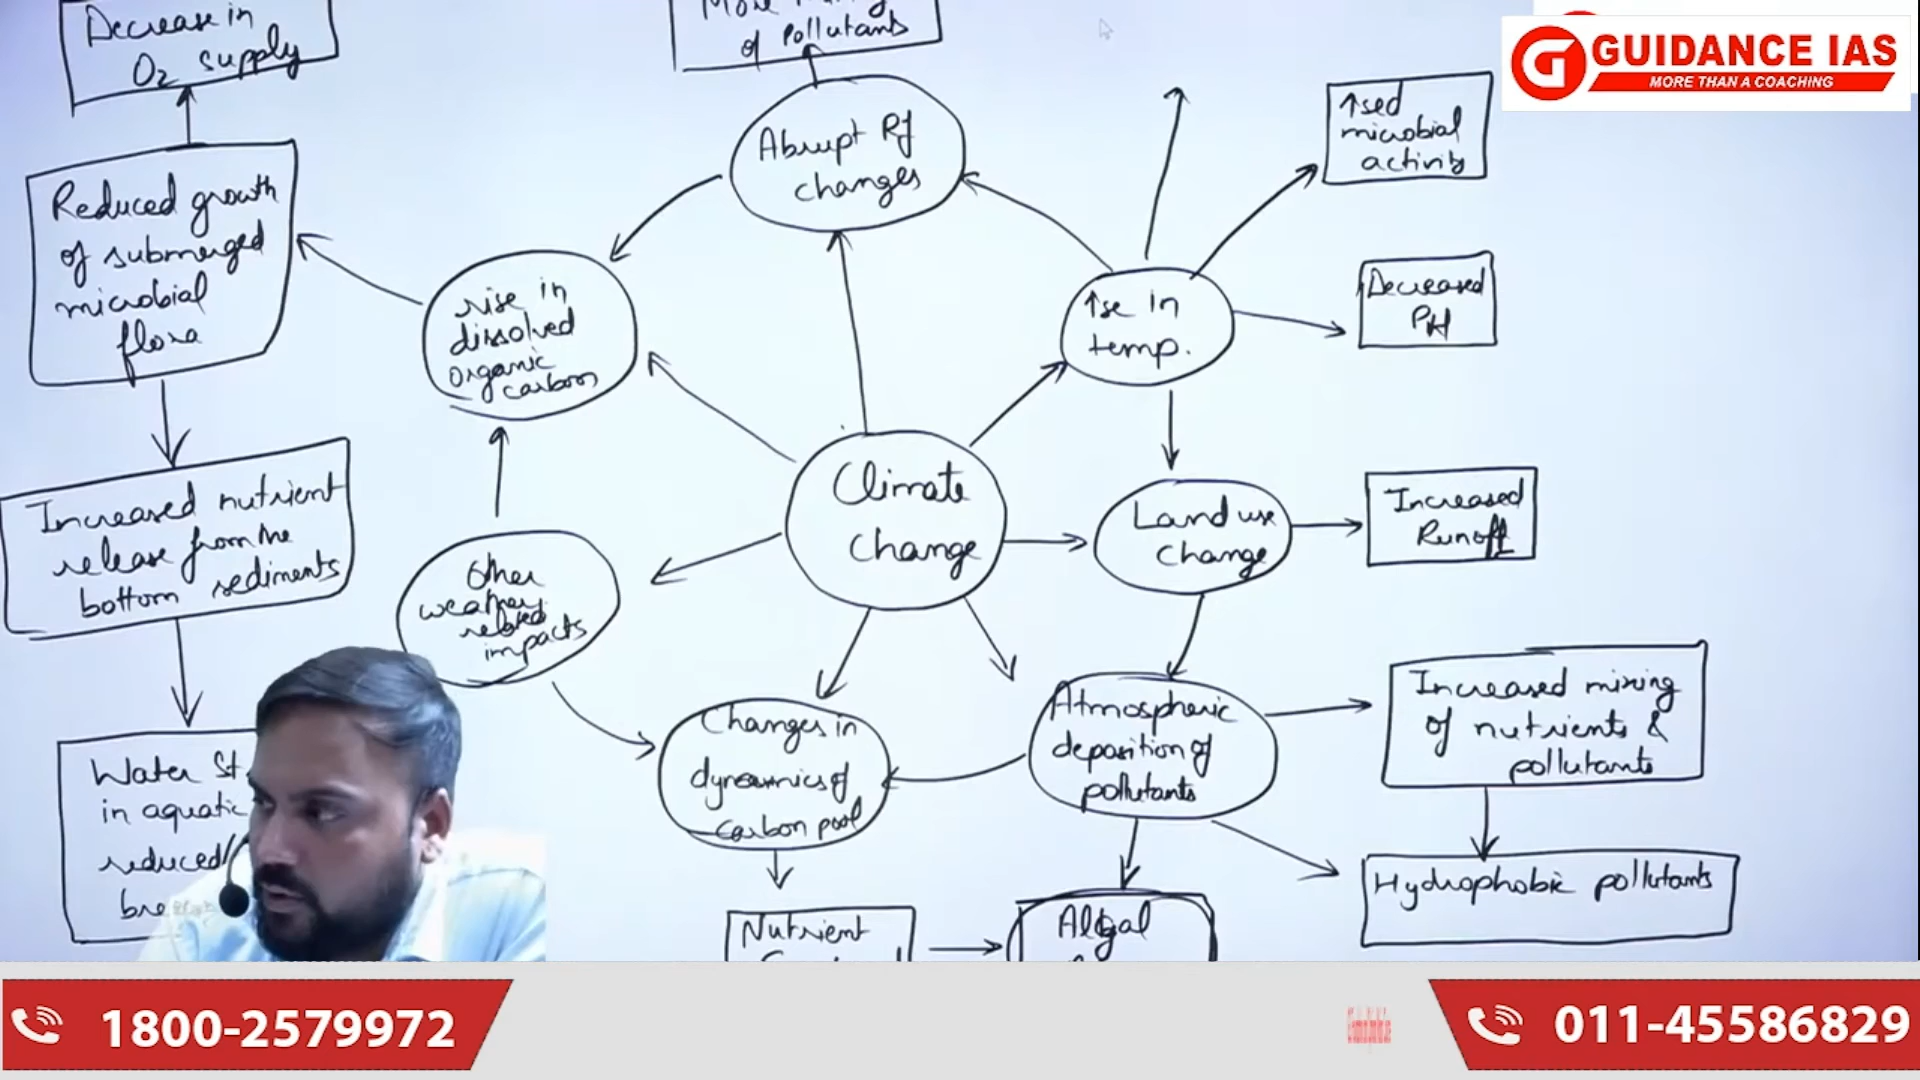 Decrease in
O2 supply
of pollutants
GUIDANCE IAS
MORE THAN A COACHING
Abrupt Rf
changes
↑sed
microbial
activity
Reduced growth
of submerged
microbial
flora
rise in
dissolved
organic
carbon
↑se in
temp.
Decreased
PH
Climate
Change
Land use
Change
Increased
Runoff
Increased nutrient
release from the
bottom sediments
Other
weather
related
impacts
Changes in
dynamics of
carbon pool
Atmospheric
deposition of
pollutants
Increased mixing
of nutrients &
pollutants
Water
in aquatic
reduced/
Hydrophobic pollutants
Nutrient
Algal
1800-2579972
011-45586829